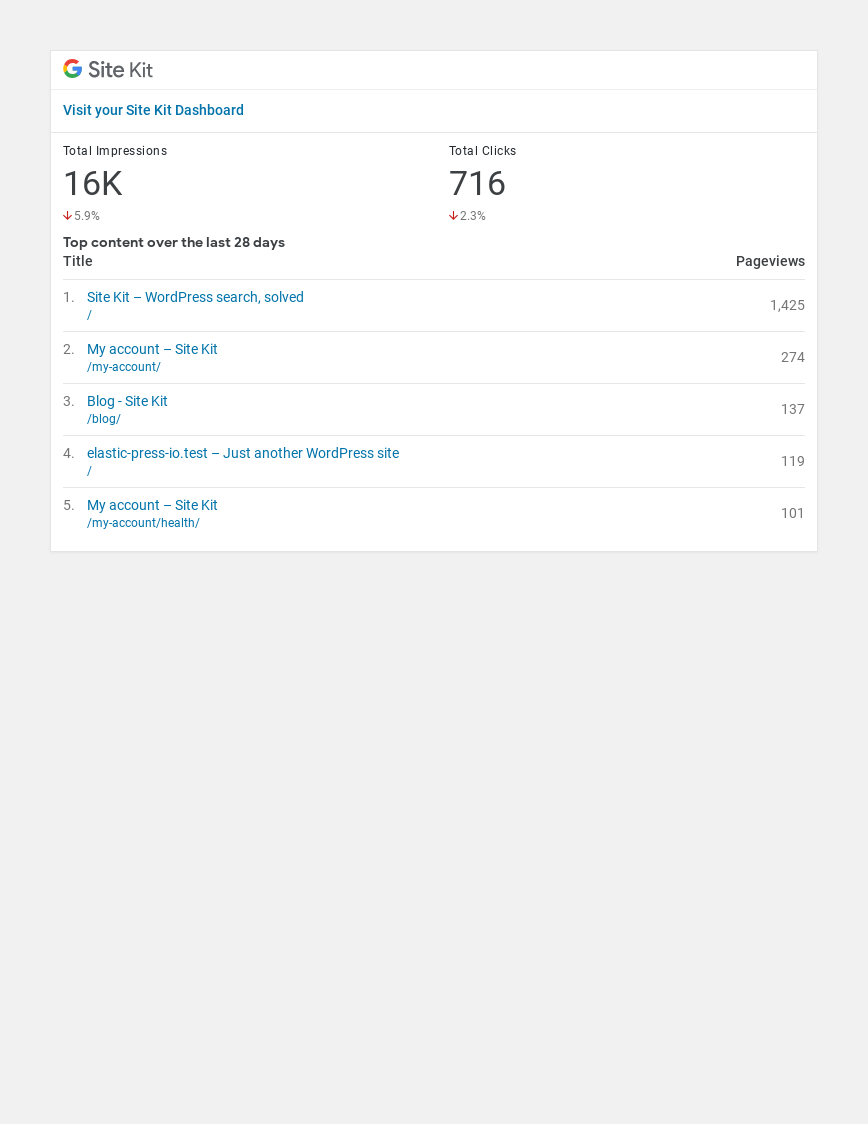 Site Kit
Visit your Site Kit Dashboard
Total Impressions
16K
5.9%
Total Clicks
716
2.3%
Top content over the last 28 days
Title Pageviews
1. Site Kit – WordPress search, solved
/
1,425
2. My account – Site Kit
/my-account/
274
3. Blog - Site Kit
/blog/
137
4. elastic-press-io.test – Just another WordPress site
/
119
5. My account – Site Kit
/my-account/health/
101